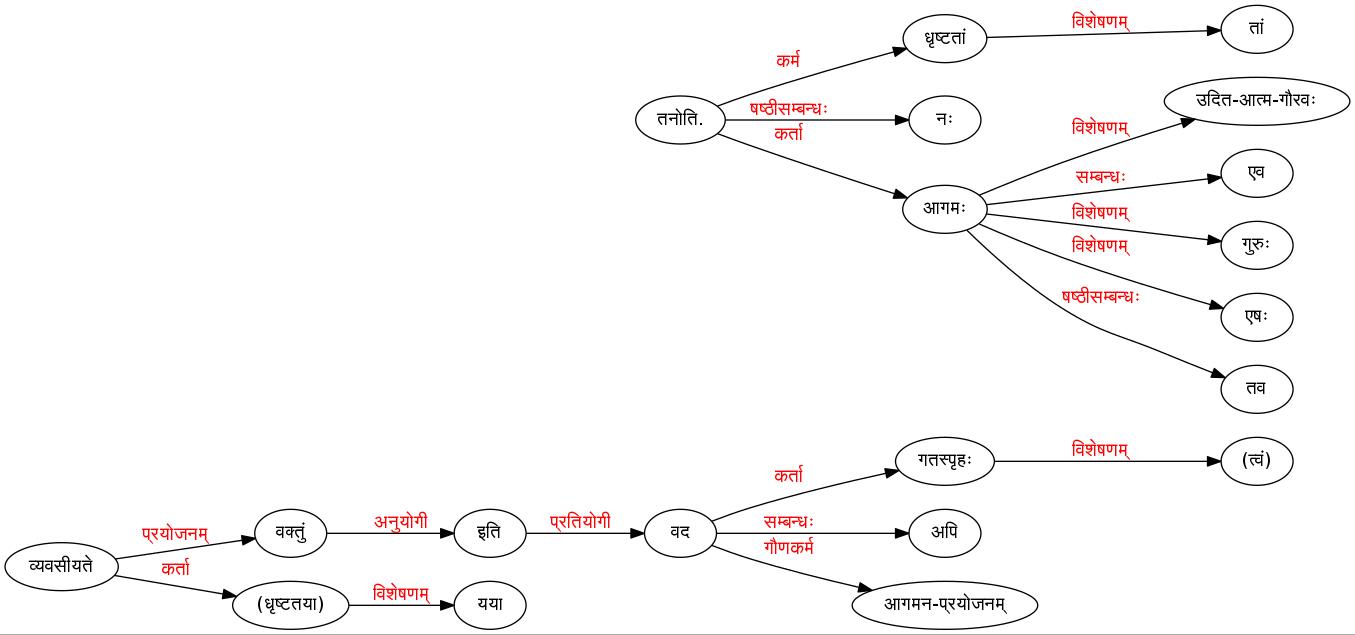 विशेषणम्
तां
धृष्टतां
कर्म
उदित-आत्म-गौरवः
षष्ठीसम्बन्धः
तनोति.
नः
विशेषणम्
कर्ता
एव
सम्बन्धः
आगमः
विशेषणम्
गुरुः
विशेषणम्
षष्ठीसम्बन्धः
एषः
तव
विशेषणम्
गतस्पृहः
(त्वं)
कर्ता
प्रयोजनम्
वक्तुं
अनुयोगी
इति
प्रतियोगी
वद
सम्बन्धः
अपि
गौणकर्म
व्यवसीयते
कर्ता
(धृष्टतया)
विशेषणम्
यया
आगमन-प्रयोजनम्